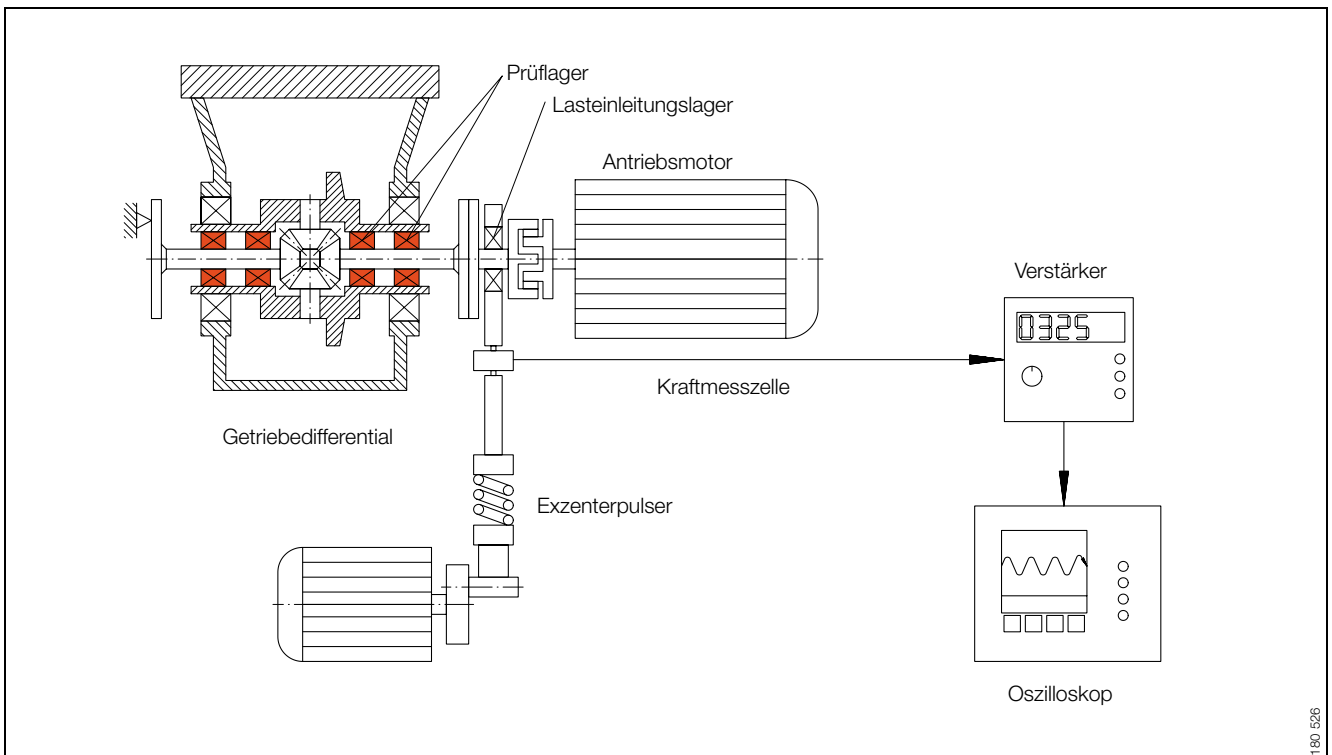 Prüflager
Lasteinleitungslager
Antriebsmotor
Verstärker
0325
Kraftmesszelle
Getriebedifferential
Exzenterpulser
Oszilloskop
180 526